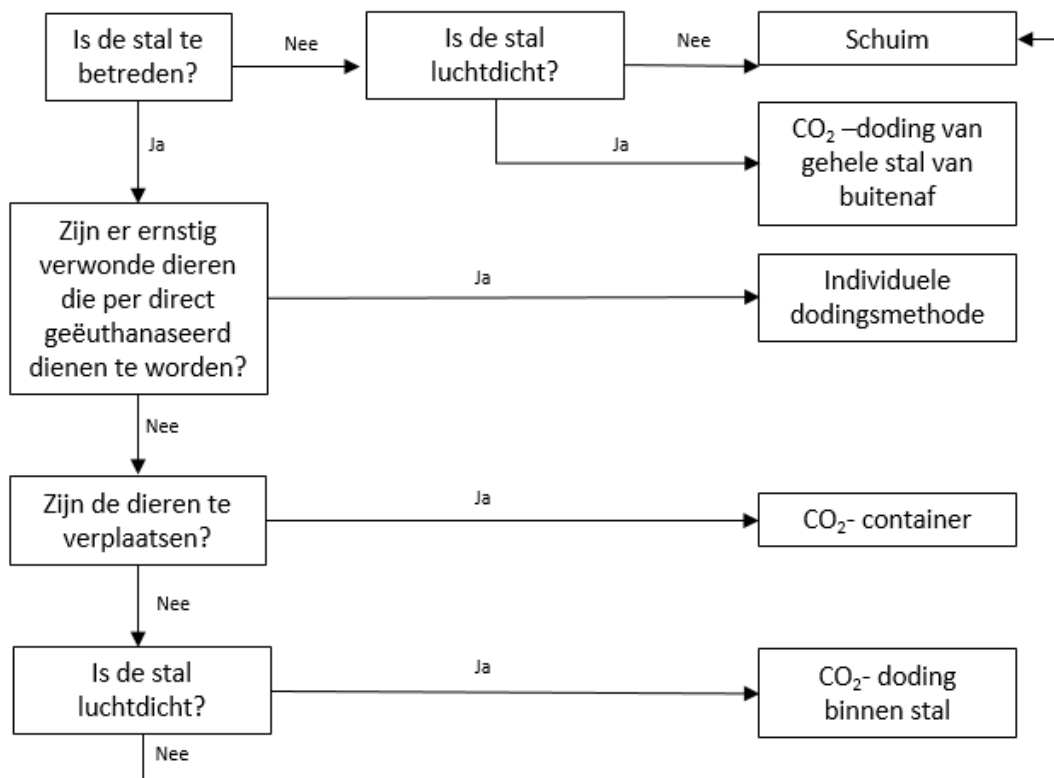 Is de stal te
betreden?
Nee
Is de stal
luchtdicht?
Nee
Schuim
Ja
Ja
CO₂ –doding van
gehele stal van
buitenaf
Zijn er ernstig
verwonde dieren
die per direct
geëuthanaseerd
dienen te worden?
Ja
Individuele
dodingsmethode
Nee
Zijn de dieren te
verplaatsen?
Ja
CO₂- container
Nee
Is de stal
luchtdicht?
Ja
CO₂- doding
binnen stal
Nee